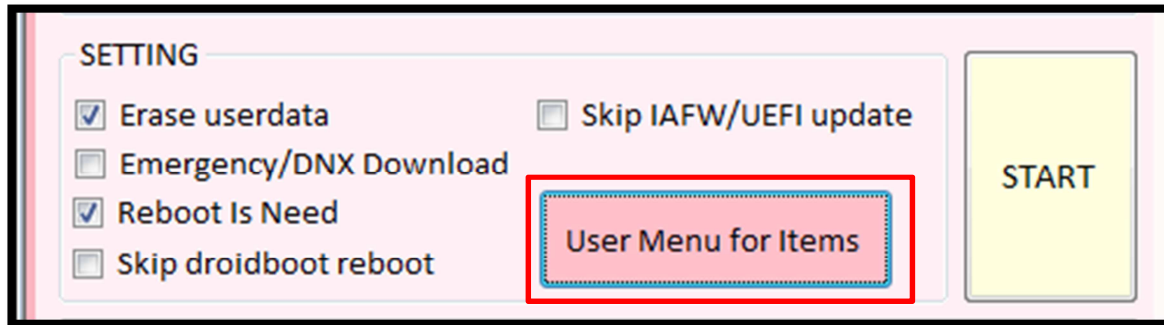 SETTING
Erase userdata
Skip IAFW/UEFI update
Emergency/DNX Download
Reboot Is Need
Skip droidboot reboot
User Menu for Items
START